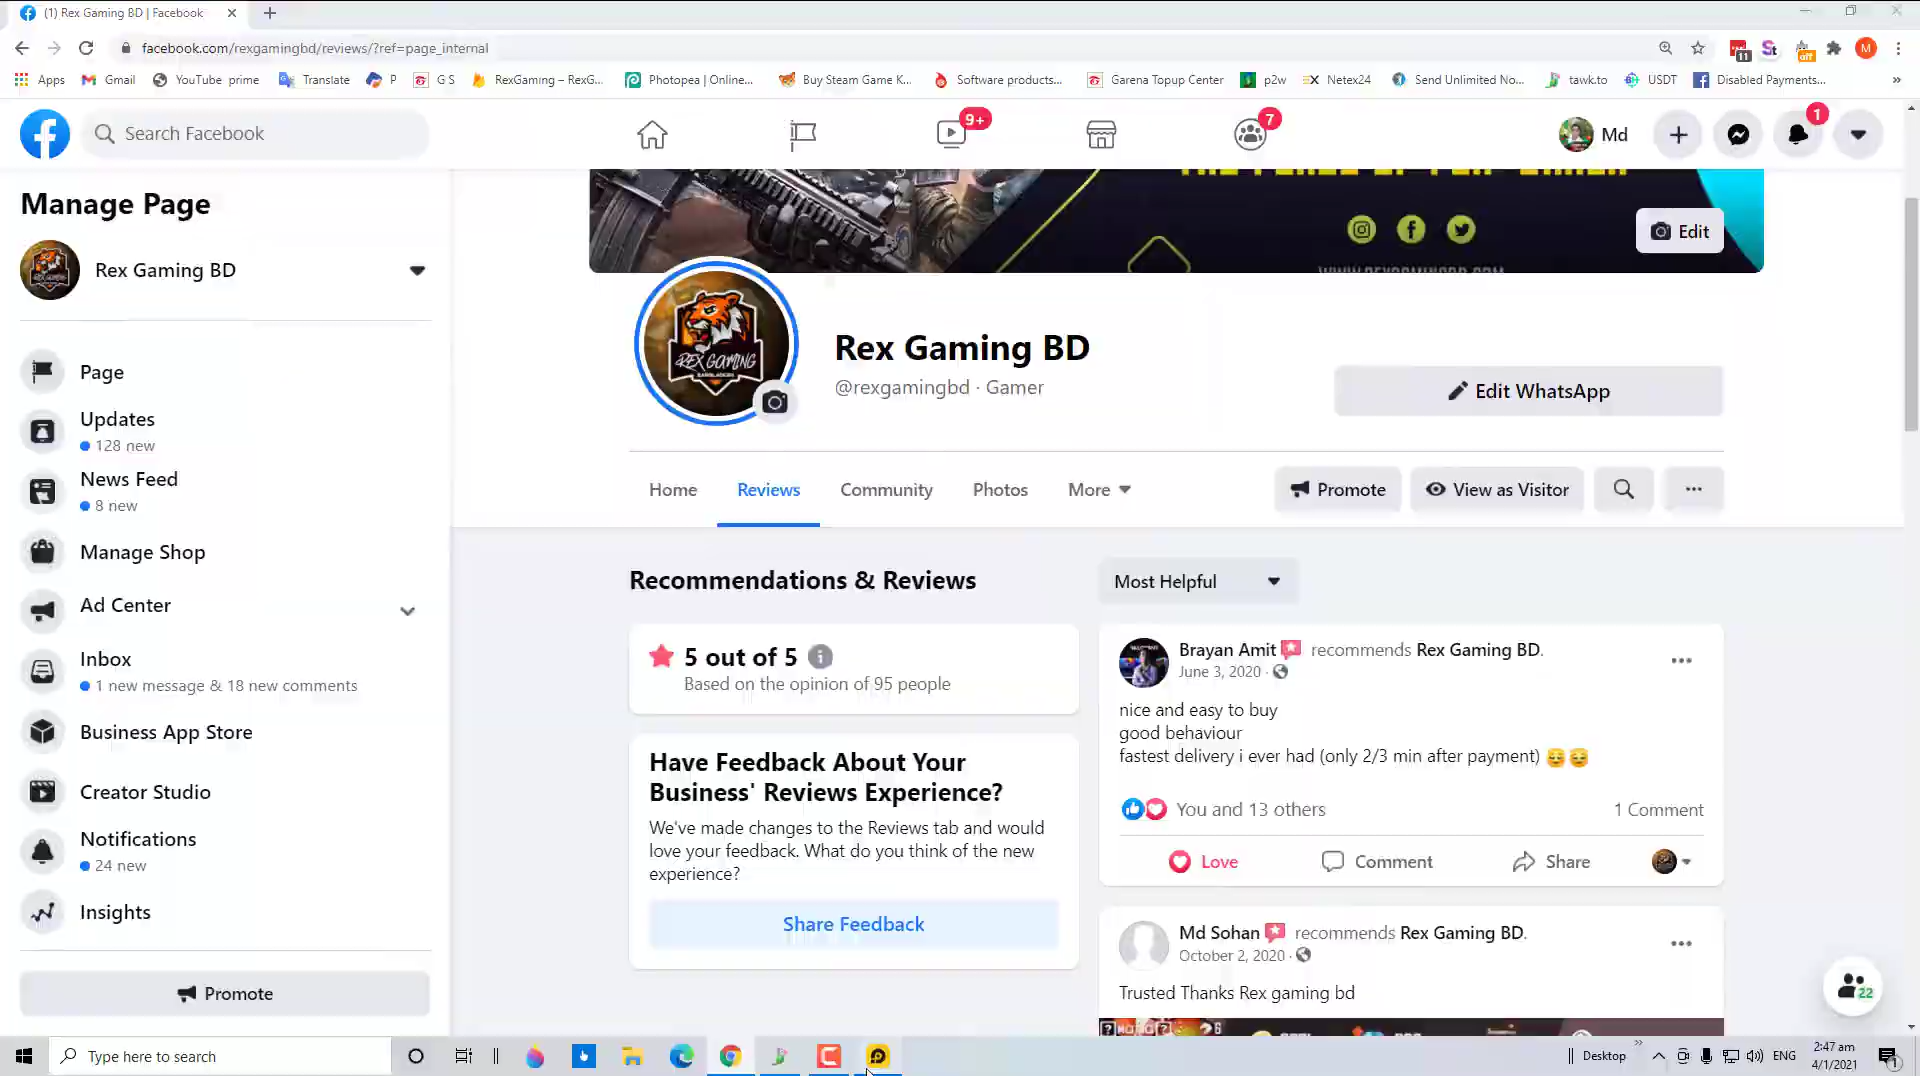 (1) Rex Gaming BD | Facebook
facebook.com/rexgamingbd/reviews/?ref=page_internal
11
off
M
Apps
Gmail
YouTube prime
Translate
P
G S
RexGaming – RexG...
Photopea | Online...
Buy Steam Game K...
Software products...
Garena Topup Center
p2w
Netex24
Send Unlimited No...
tawk.to
USDT
Disabled Payments...
»
Search Facebook
9+
7
Md
1
Manage Page
Rex Gaming BD
Page
Updates
128 new
News Feed
8 new
Manage Shop
Ad Center
Inbox
1 new message & 18 new comments
Business App Store
Creator Studio
Notifications
24 new
Insights
Promote
Edit
REX GAMING
Rex Gaming BD
@rexgamingbd · Gamer
Edit WhatsApp
Home
Reviews
Community
Photos
More
Promote
View as Visitor
Recommendations & Reviews
5 out of 5
Based on the opinion of 95 people
Have Feedback About Your
Business' Reviews Experience?
We've made changes to the Reviews tab and would
love your feedback. What do you think of the new
experience?
Share Feedback
Most Helpful
Brayan Amit recommends Rex Gaming BD.
June 3, 2020 ·
nice and easy to buy
good behaviour
fastest delivery i ever had (only 2/3 min after payment) 😌😌
You and 13 others
1 Comment
Love
Comment
Share
Md Sohan recommends Rex Gaming BD.
October 2, 2020 ·
Trusted Thanks Rex gaming bd
22
Type here to search
Desktop
ENG
2:47 am
4/1/2021
1